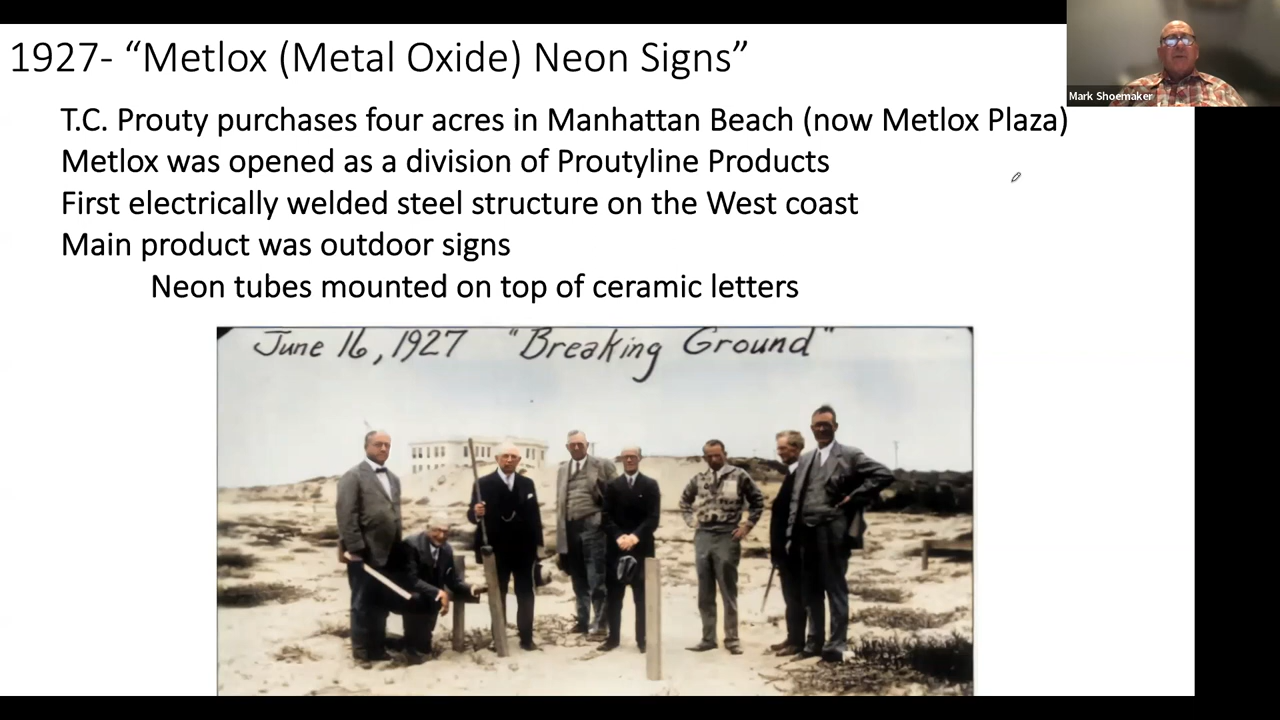 1927- “Metlox (Metal Oxide) Neon Signs”
Mark Shoemaker
T.C. Prouty purchases four acres in Manhattan Beach (now Metlox Plaza)
Metlox was opened as a division of Proutyline Products
First electrically welded steel structure on the West coast
Main product was outdoor signs
Neon tubes mounted on top of ceramic letters
June 16, 1927 "Breaking Ground"